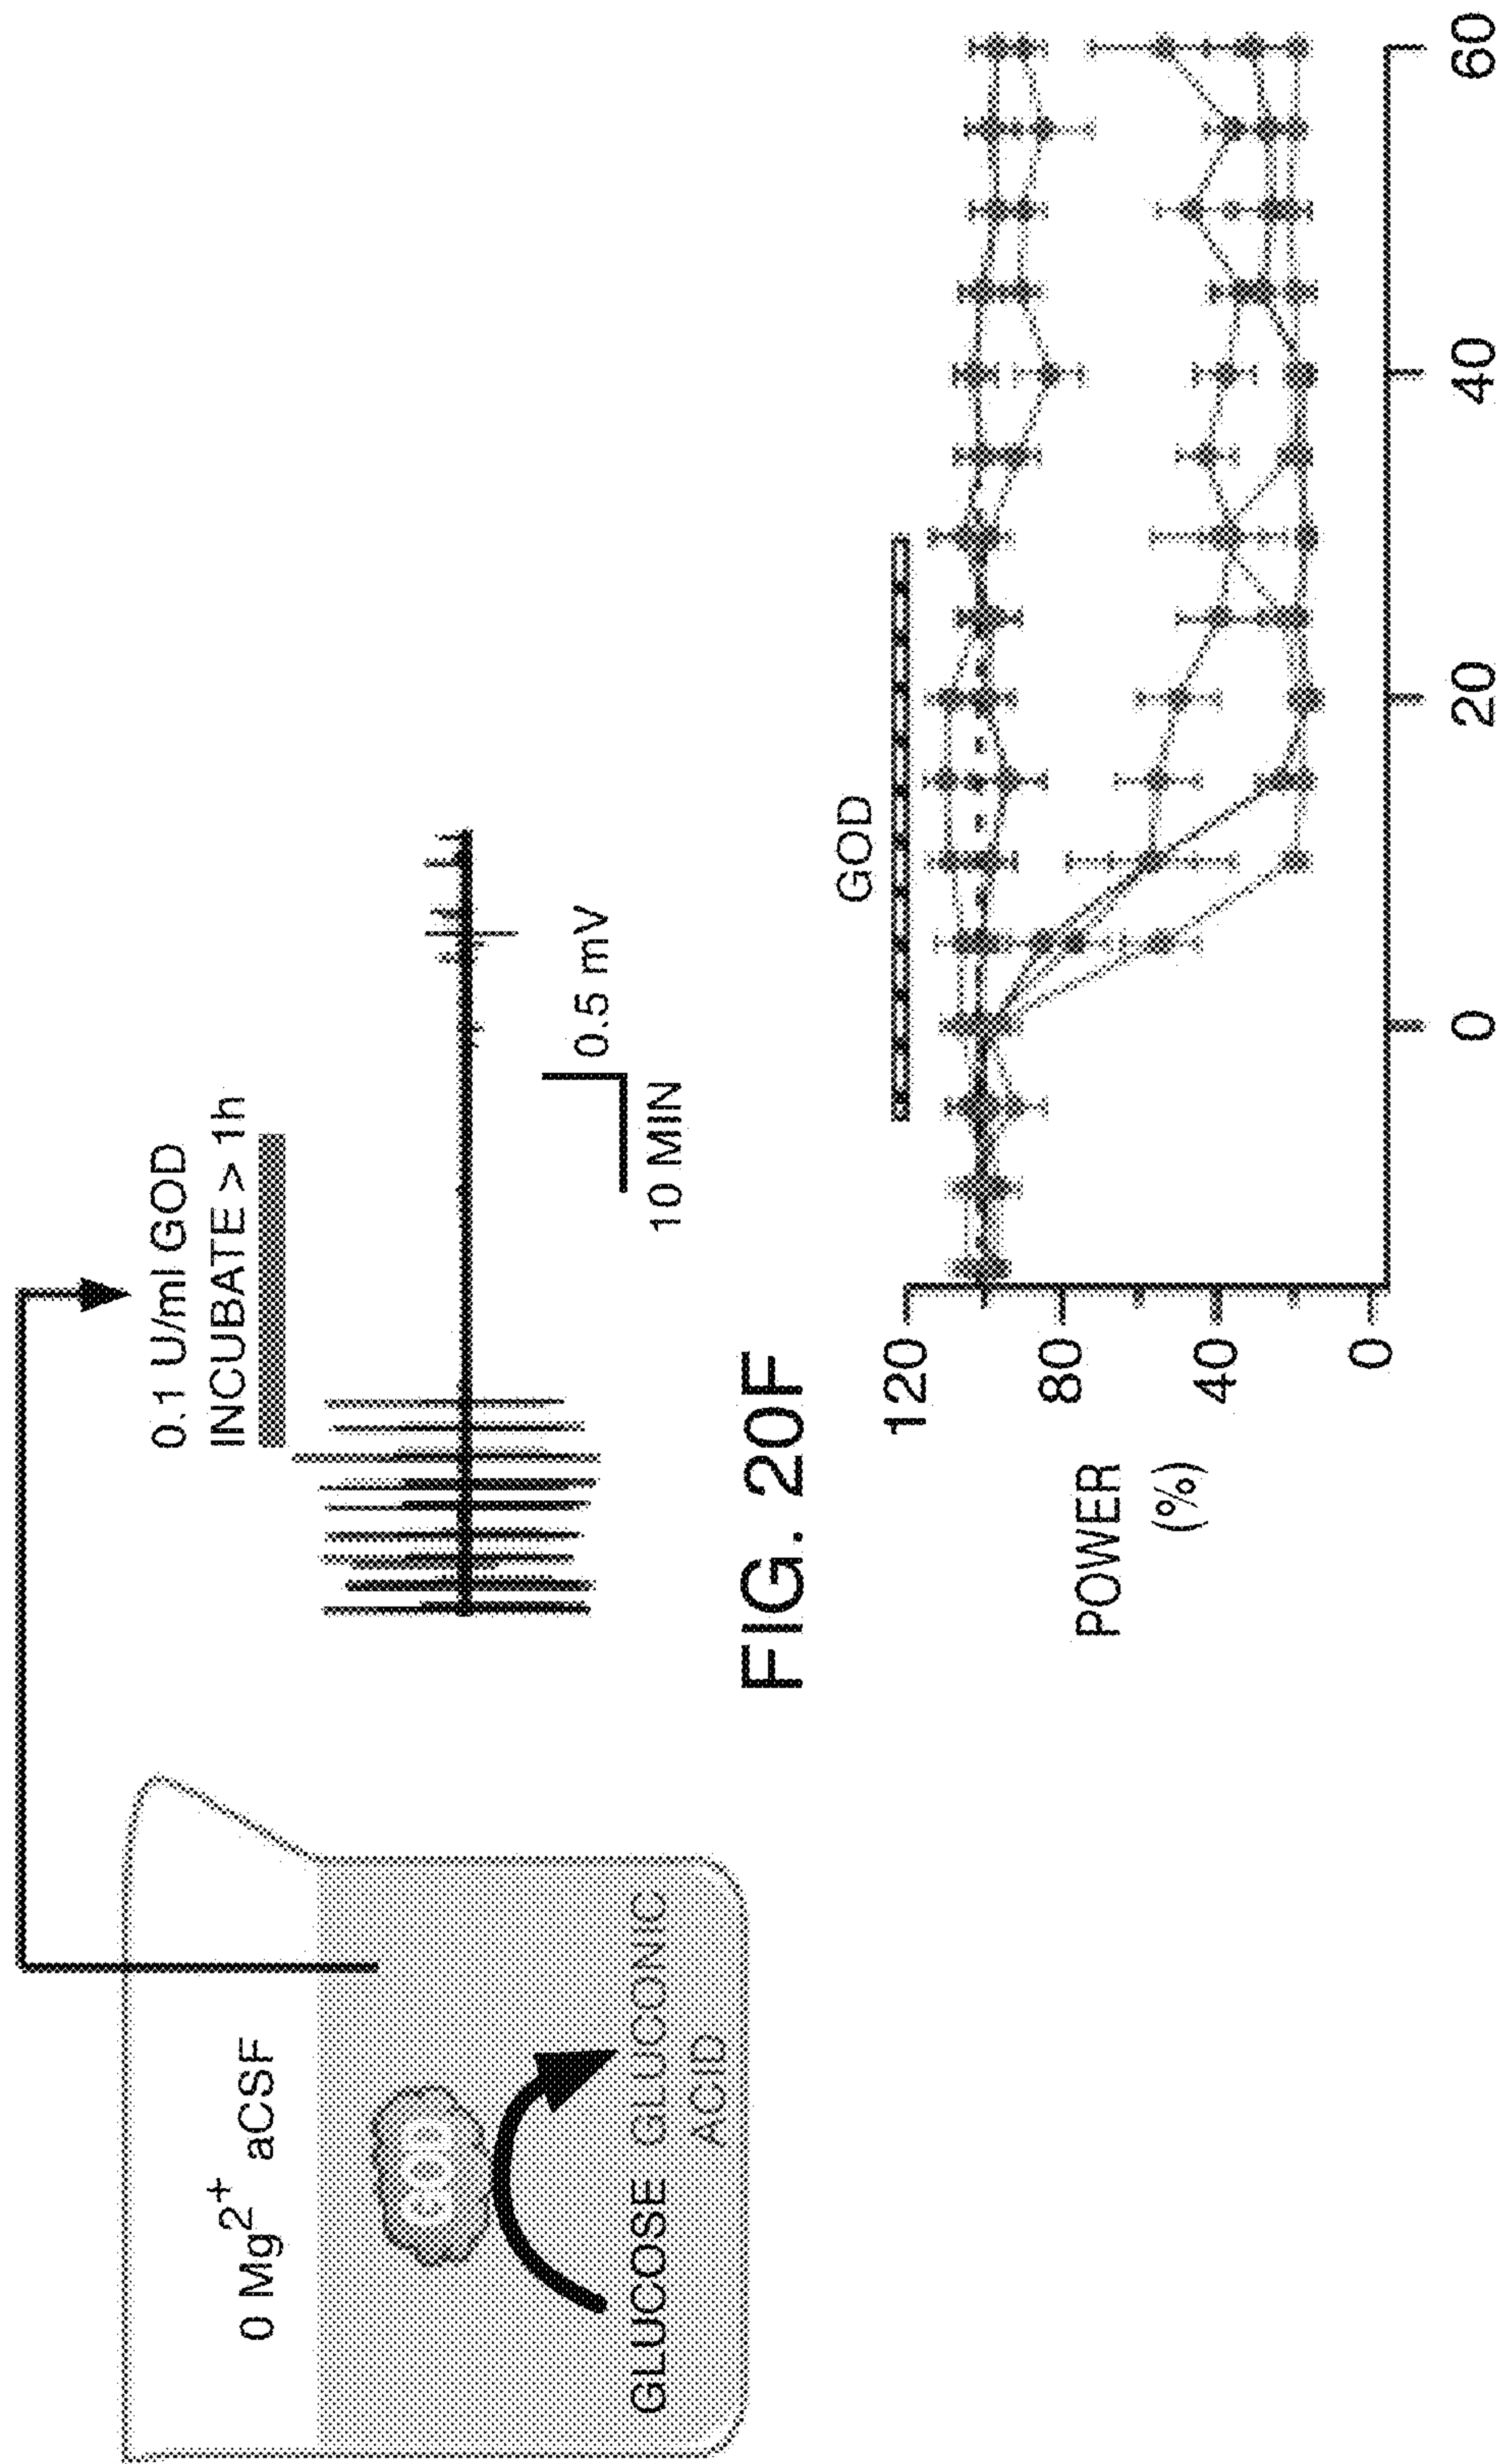 0 Mg2+ aCSF
GOD
GLUCOSE GLUCONIC
ACID
0.1 U/ml GOD
INCUBATE > 1h
0.5 mV
10 MIN
FIG. 20F
GOD
120
80
40
0
POWER
(%)
0
20
40
60